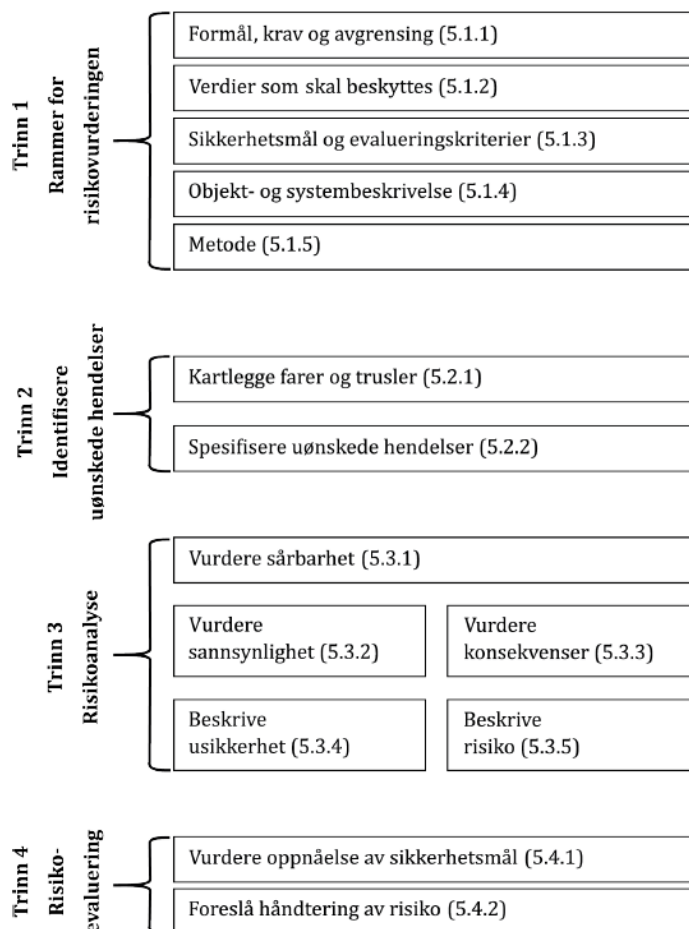 Trinn 1
Rammer for
risikovurderingen
Formål, krav og avgrensing (5.1.1)
Verdier som skal beskyttes (5.1.2)
Sikkerhetsmål og evalueringskriterier (5.1.3)
Objekt- og systembeskrivelse (5.1.4)
Metode (5.1.5)
Trinn 2
Identifisere
uønskede hendelser
Kartlegge farer og trusler (5.2.1)
Spesifisere uønskede hendelser (5.2.2)
Trinn 3
Risikoanalyse
Vurdere sårbarhet (5.3.1)
Vurdere
sannsynlighet (5.3.2)
Vurdere
konsekvenser (5.3.3)
Beskrive
usikkerhet (5.3.4)
Beskrive
risiko (5.3.5)
Trinn 4
Risiko-
evaluering
Vurdere oppnåelse av sikkerhetsmål (5.4.1)
Foreslå håndtering av risiko (5.4.2)